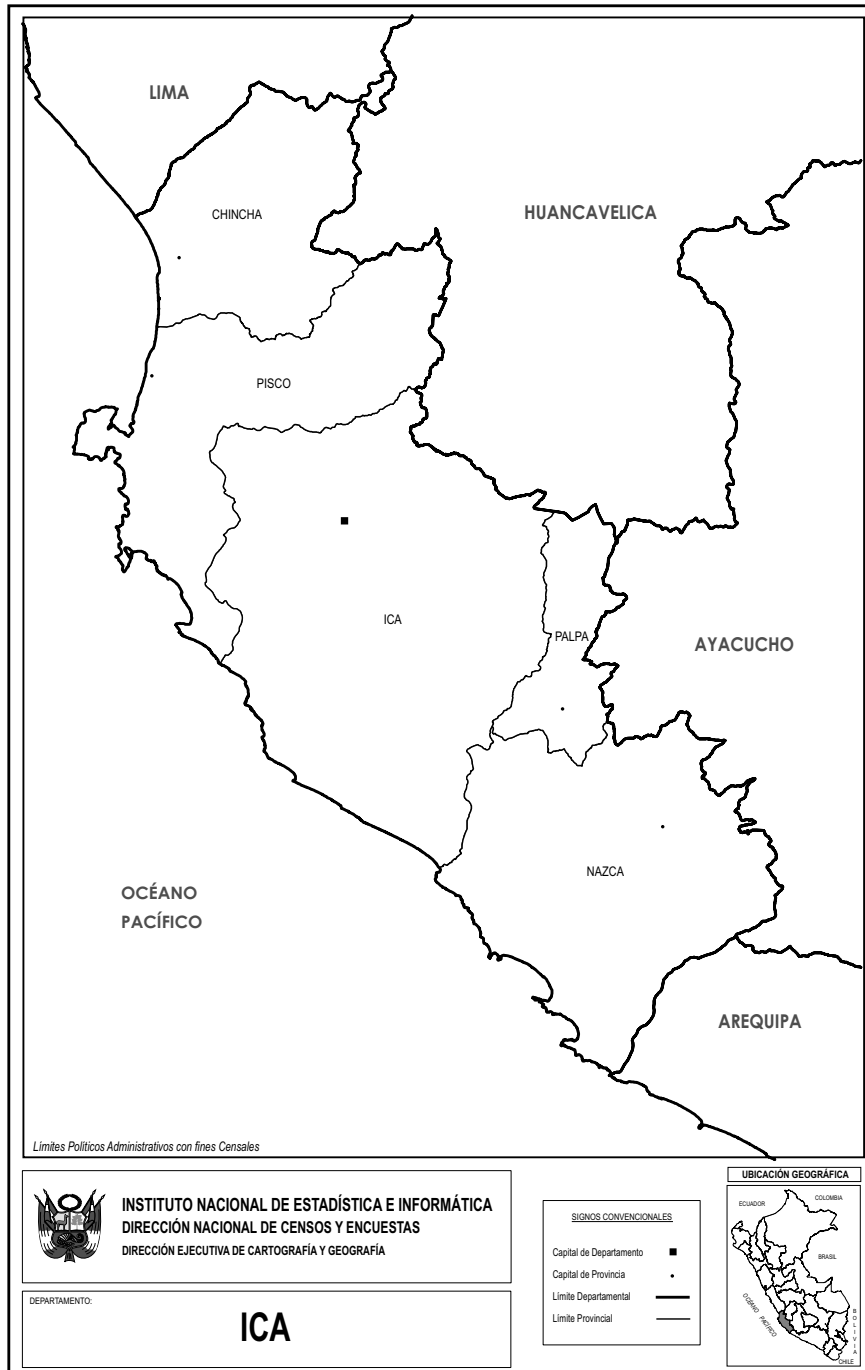 LIMA
CHINCHA
HUANCAVELICA
PISCO
ICA
PALPA
AYACUCHO
NAZCA
OCÉANO
PACÍFICO
AREQUIPA
Límites Políticos Administrativos con fines Censales
INSTITUTO NACIONAL DE ESTADÍSTICA E INFORMÁTICA
DIRECCIÓN NACIONAL DE CENSOS Y ENCUESTAS
DIRECCIÓN EJECUTIVA DE CARTOGRAFÍA Y GEOGRAFÍA
DEPARTAMENTO:
ICA
SIGNOS CONVENCIONALES
Capital de Departamento
Capital de Provincia
Límite Departamental
Límite Provincial
UBICACIÓN GEOGRÁFICA
ECUADOR
COLOMBIA
BRASIL
OCÉANO PACÍFICO
BOLIVIA
CHILE